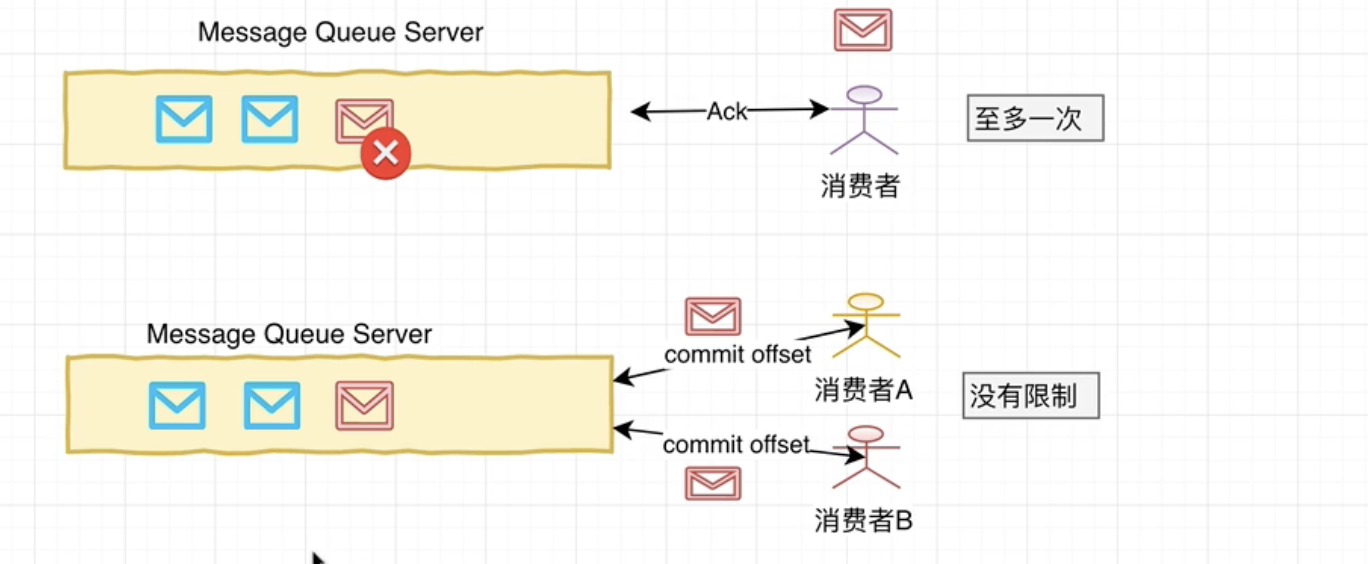 Message Queue Server
Ack
至多一次
消费者
Message Queue Server
commit offset
消费者A
没有限制
commit offset
消费者B